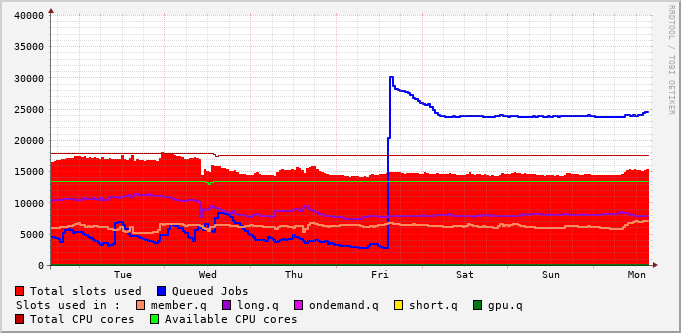 40000
35000
30000
25000
20000
15000
10000
5000
0
Tue Wed Thu Fri Sat Sun Mon
RRDTOOL / TOBI OETIKER
Total slots used Queued Jobs
Slots used in : member.q long.q ondemand.q short.q gpu.q
Total CPU cores Available CPU cores